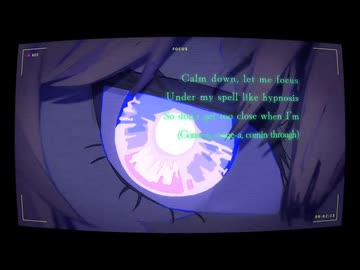 FOCUS
REC
Calm down, let me focus
Under my spell like hypnosis
So don't get too close when I'm
comin through)